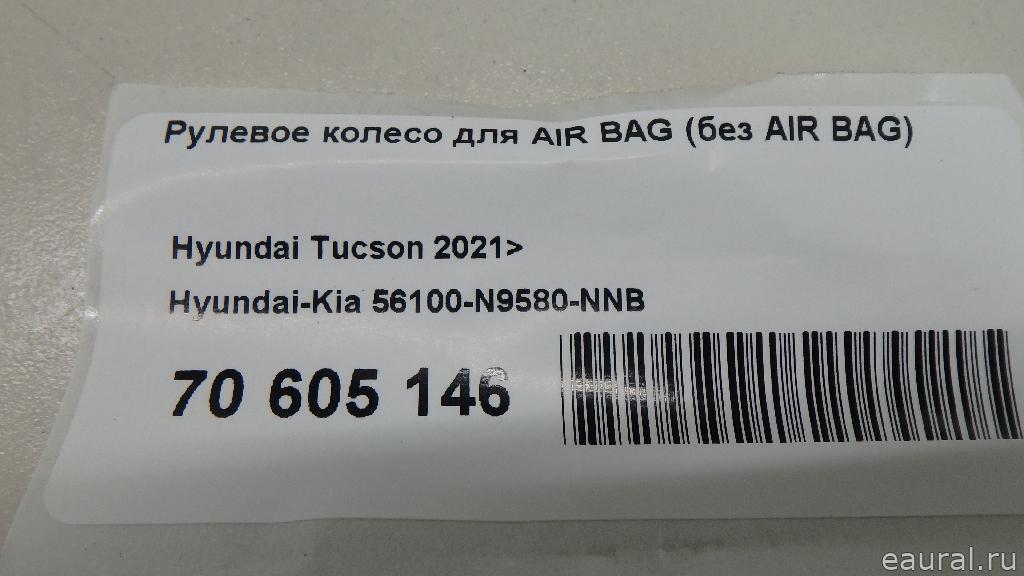 Рулевое колесо для AIR BAG (без AIR BAG)
Hyundai Tucson 2021>
Hyundai-Kia 56100-N9580-NNB
70 605 146
eaural.ru